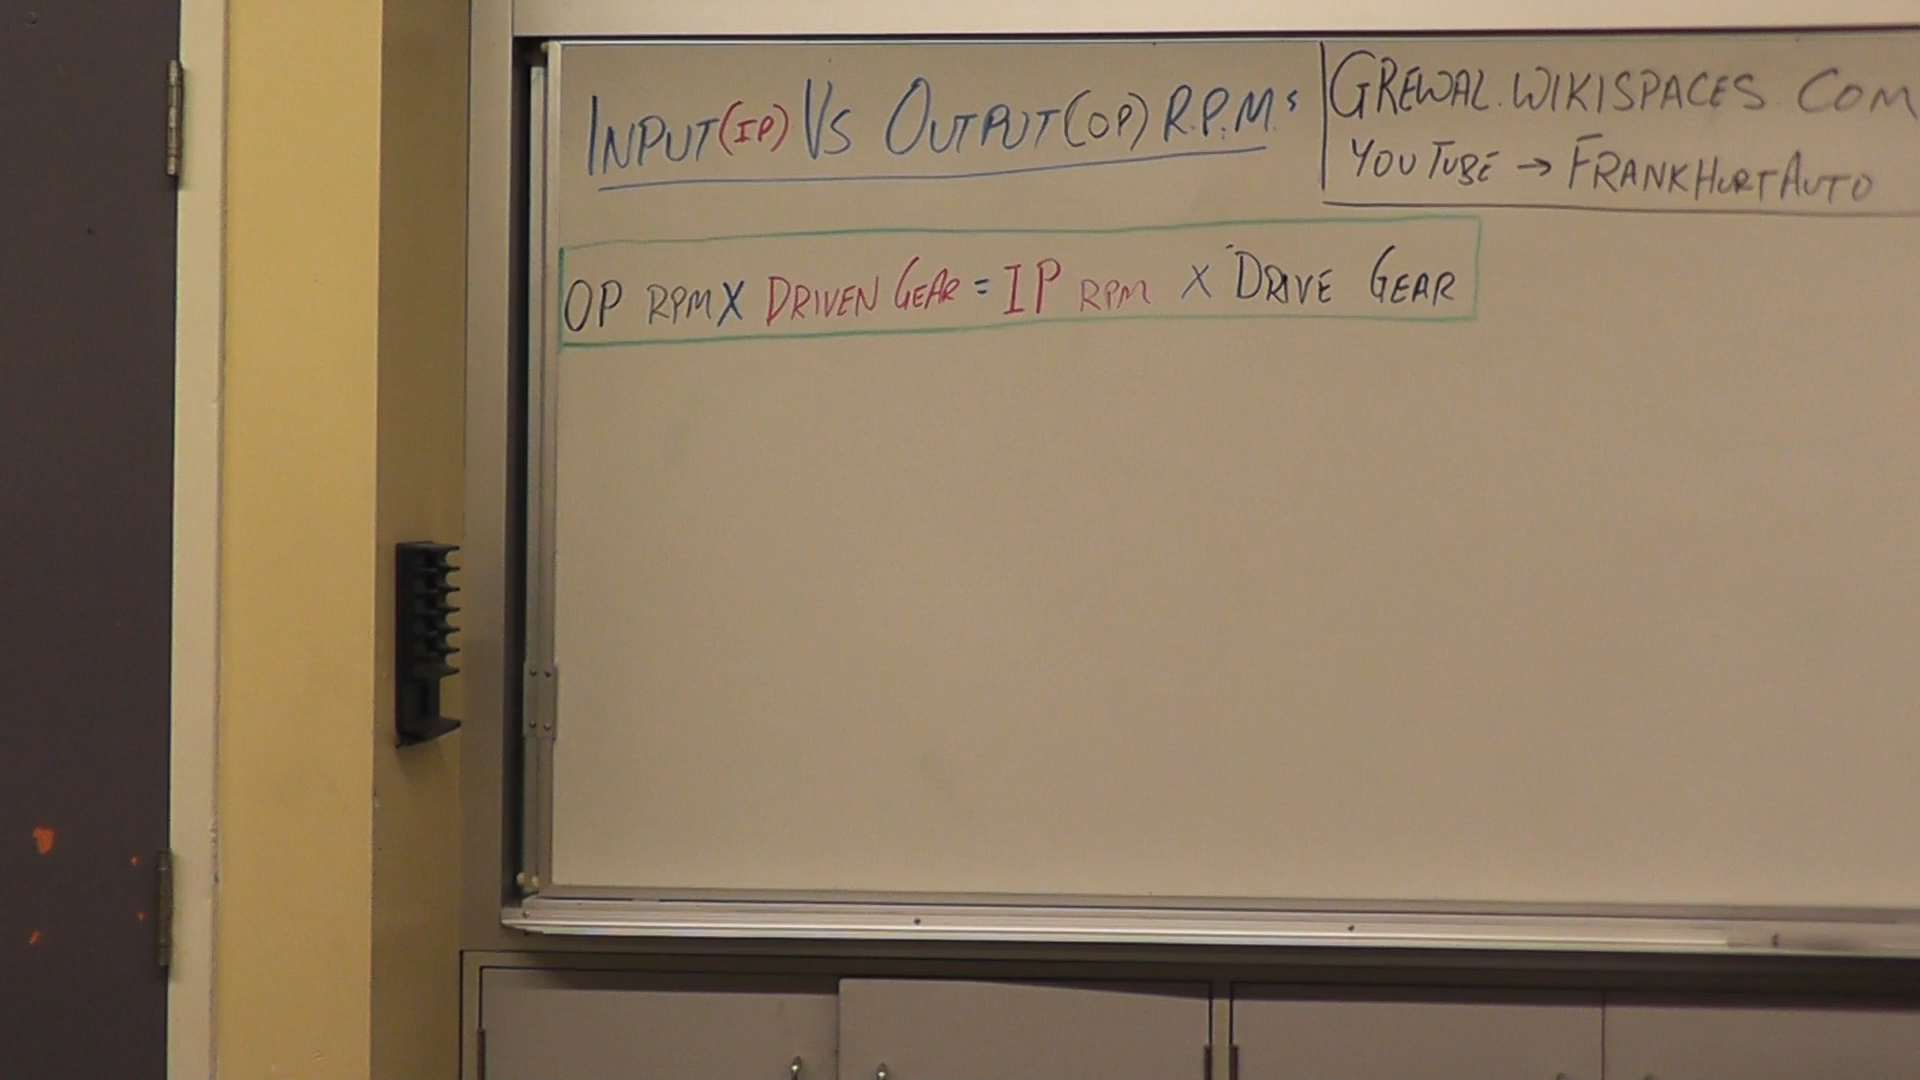 INPUT(IP) VS OUTPUT(OP) R.P.M.s
GREWAL.WIKISPACES.COM
YOUTUBE → FRANKHURTAUTO
OP RPM X DRIVEN GEAR = IP RPM X DRIVE GEAR